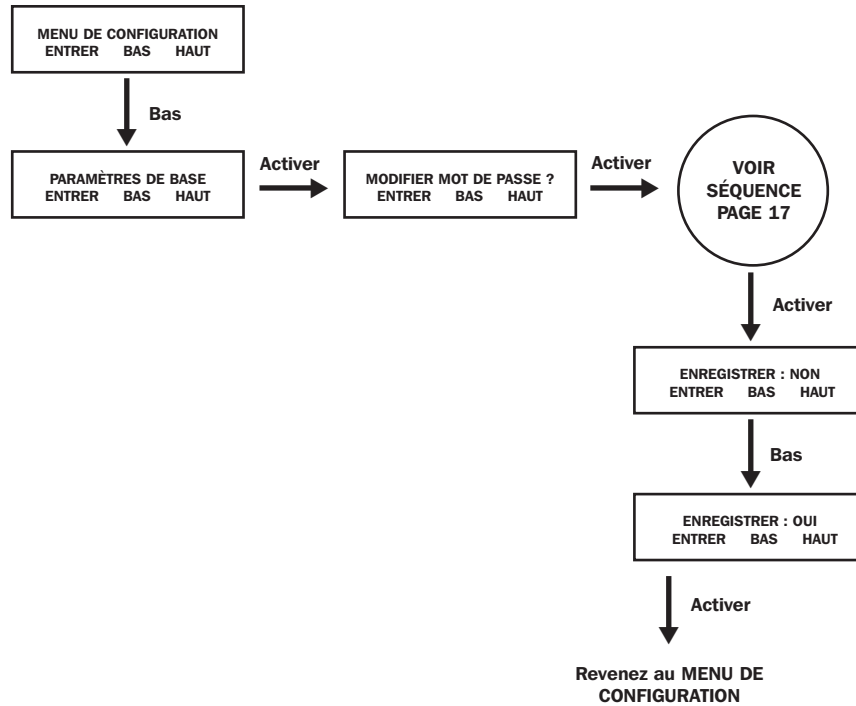 MENU DE CONFIGURATION
ENTRER BAS HAUT
Bas
PARAMÈTRES DE BASE
ENTRER BAS HAUT
Activer
MODIFIER MOT DE PASSE ?
ENTRER BAS HAUT
Activer
VOIR
SÉQUENCE
PAGE 17
Activer
ENREGISTRER : NON
ENTRER BAS HAUT
Bas
ENREGISTRER : OUI
ENTRER BAS HAUT
Activer
Revenez au MENU DE
CONFIGURATION